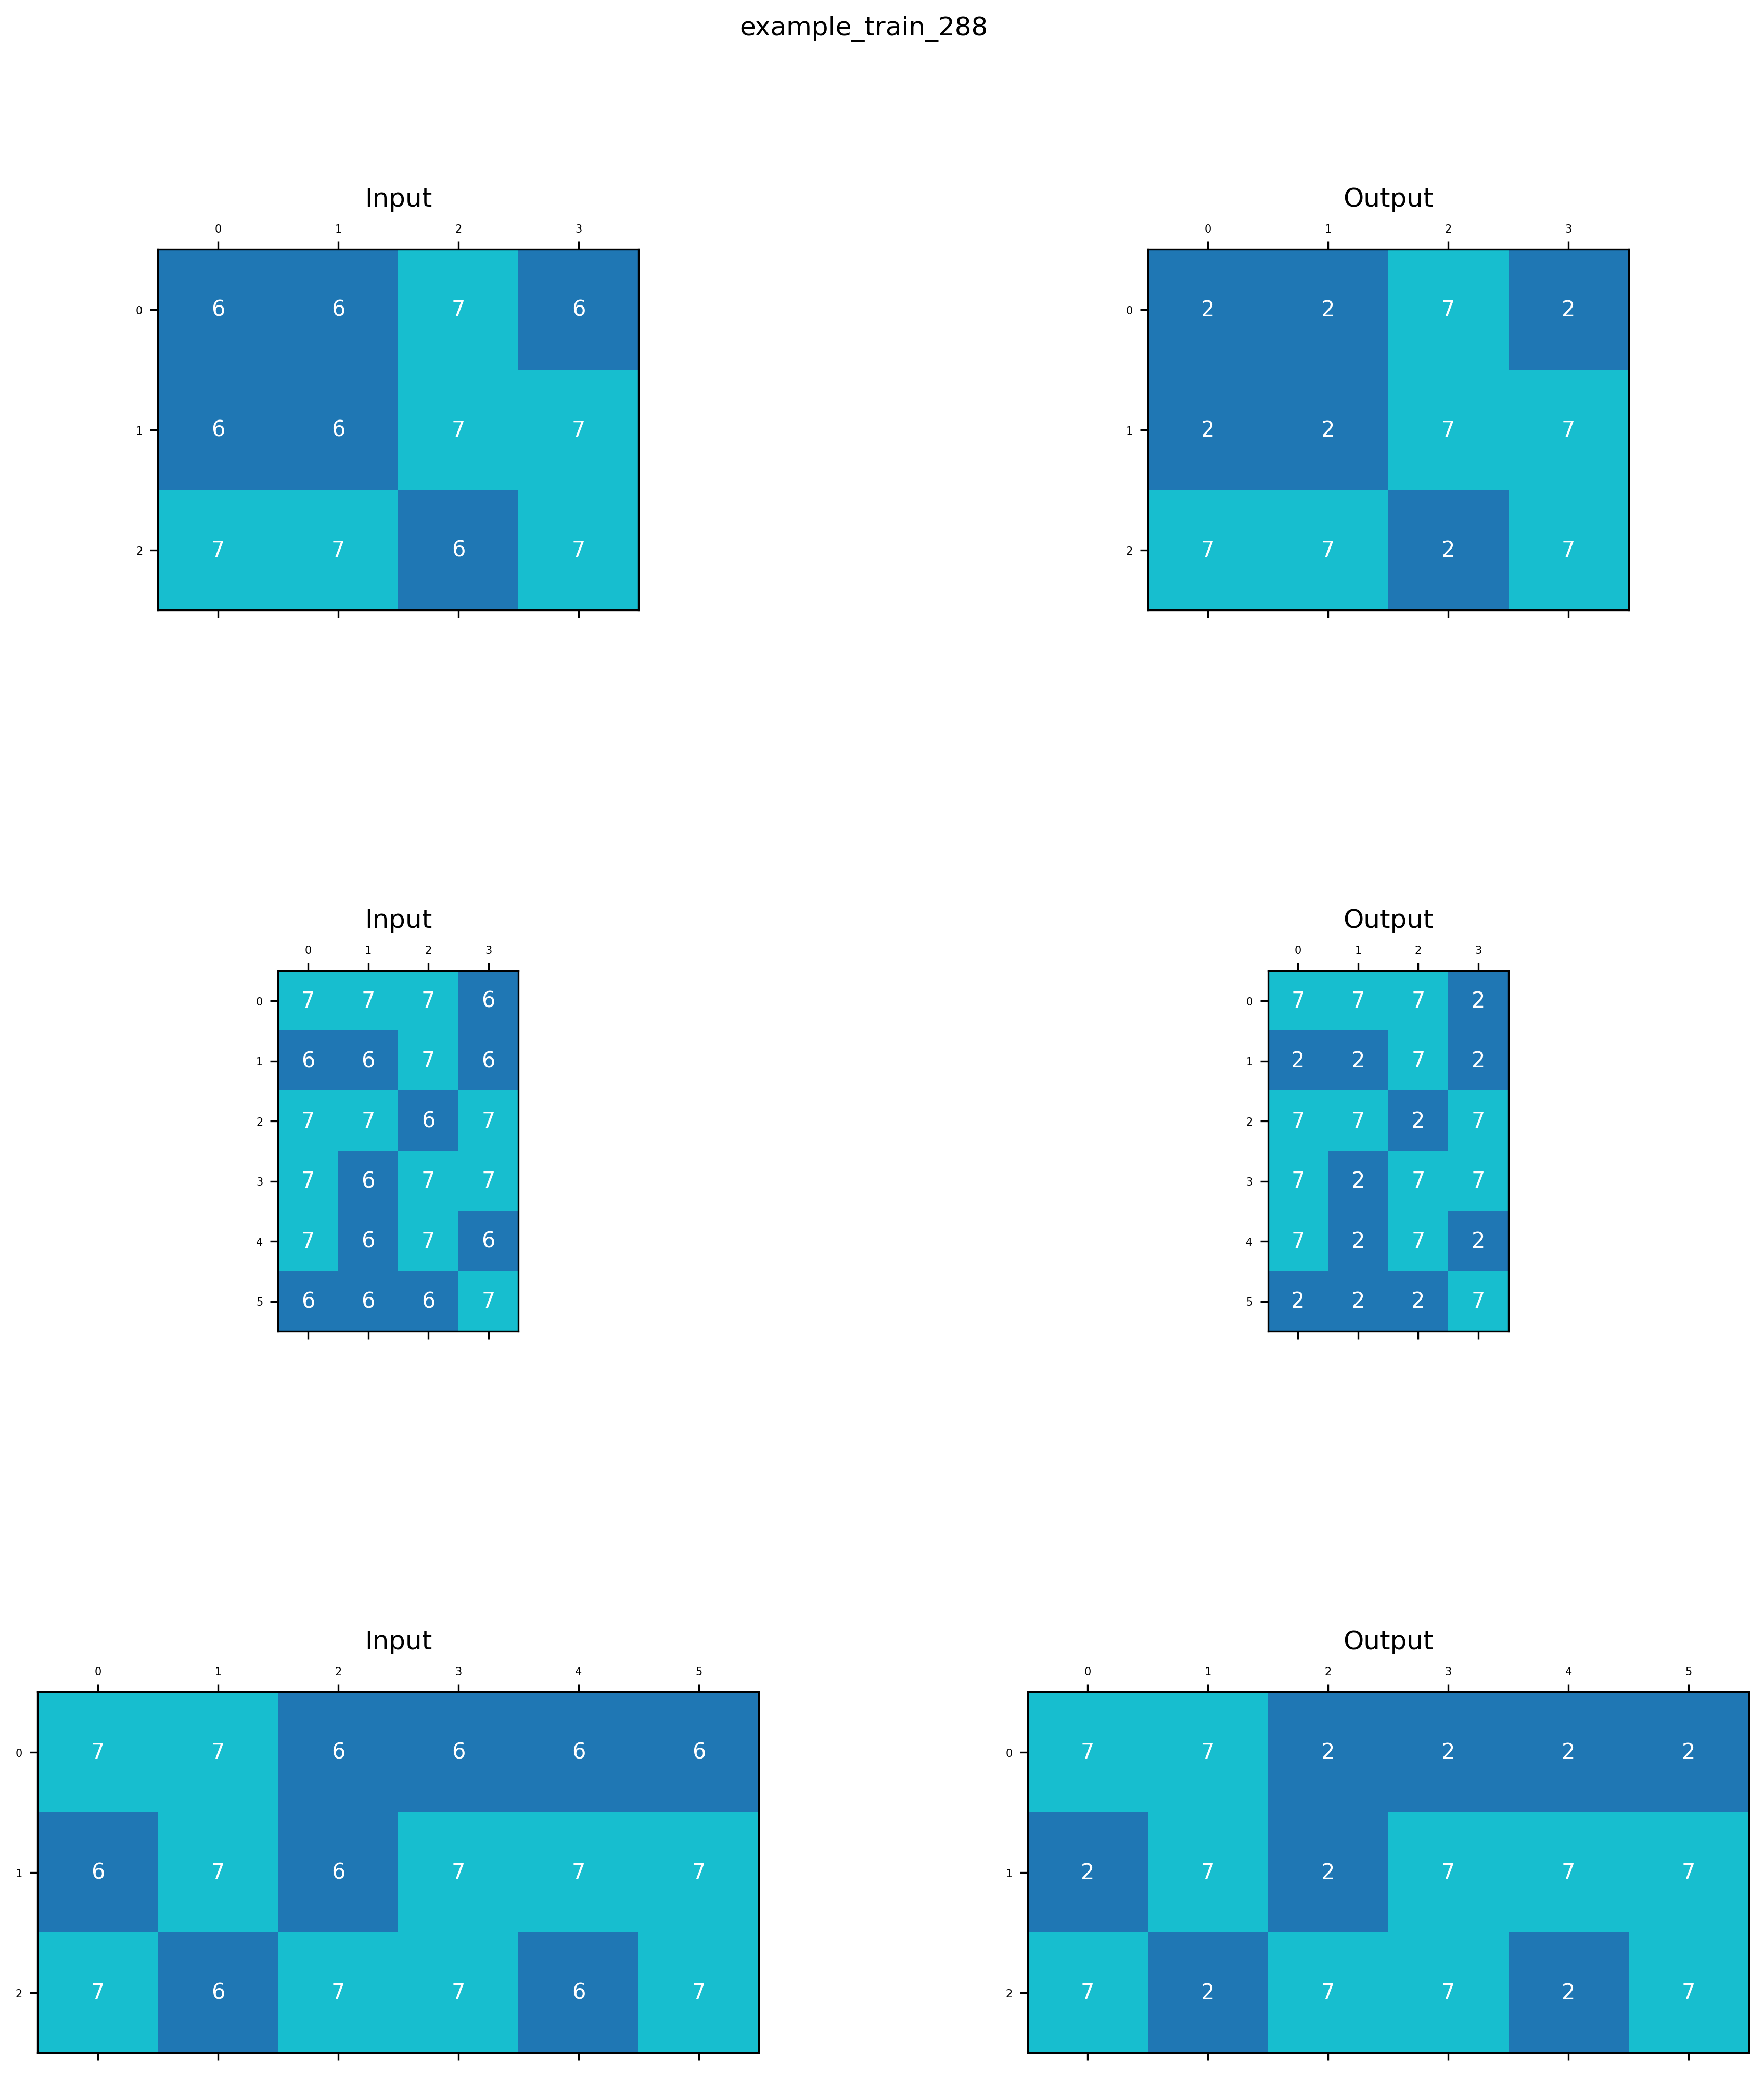 example_train_288
Input
Output
0 1 2 3
0 1 2 3
0 6 6 7 6
0 2 2 7 2
1 6 6 7 7
1 2 2 7 7
2 7 7 6 7
2 7 7 2 7
Input
Output
0 1 2 3
0 1 2 3
0 7 7 7 6
0 7 7 7 2
1 6 6 7 6
1 2 2 7 2
2 7 7 6 7
2 7 7 2 7
3 7 6 7 7
3 7 2 7 7
4 7 6 7 6
4 7 2 7 2
5 6 6 6 7
5 2 2 2 7
Input
Output
0 1 2 3 4 5
0 1 2 3 4 5
0 7 7 6 6 6 6
0 7 7 2 2 2 2
1 6 7 6 7 7 7
1 2 7 2 7 7 7
2 7 6 7 7 6 7
2 7 2 7 7 2 7